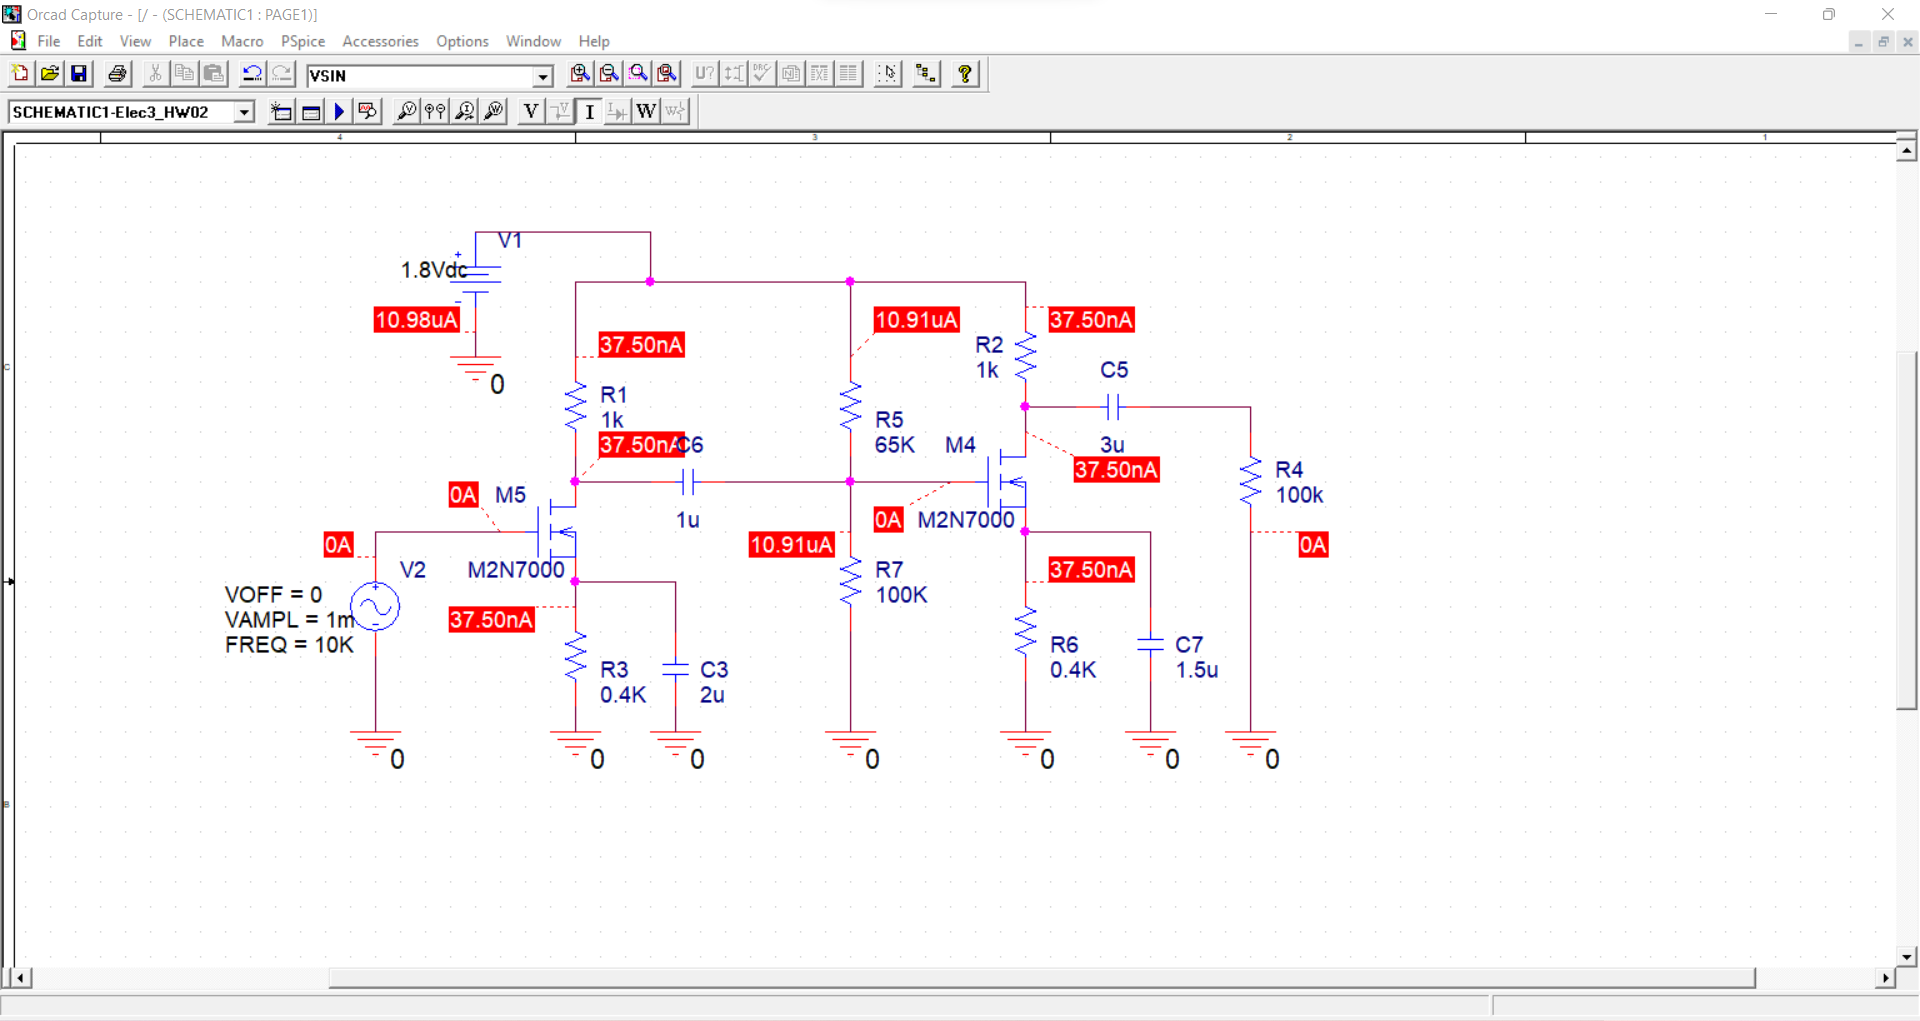 Orcad Capture - [/ - (SCHEMATIC1 : PAGE1)]
File Edit View Place Macro PSpice Accessories Options Window Help
VSIN
U?
DRC
?
SCHEMATIC1-Elec3_HW02
V I W
4 3 2 1
C
B
V1
+
1.8Vdc
-
10.98uA
0
37.50nA
R1
1k
37.50nA
C6
1u
10.91uA
R5
65K
37.50nA
R2
1k
C5
3u
M4
37.50nA
R4
100k
0A
M5
0A
M2N7000
0A
M2N7000
0A
V2
VOFF = 0
VAMPL = 1m
FREQ = 10K
37.50nA
R3
0.4K
C3
2u
10.91uA
R7
100K
37.50nA
R6
0.4K
C7
1.5u
0 0 0 0 0 0 0